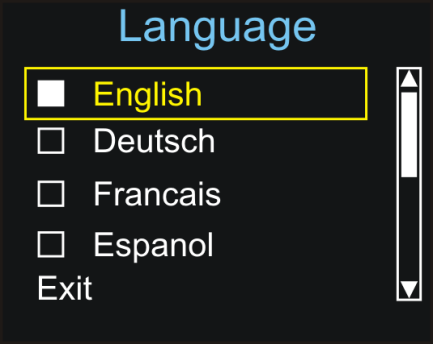 Language
English
Deutsch
Francais
Espanol
Exit